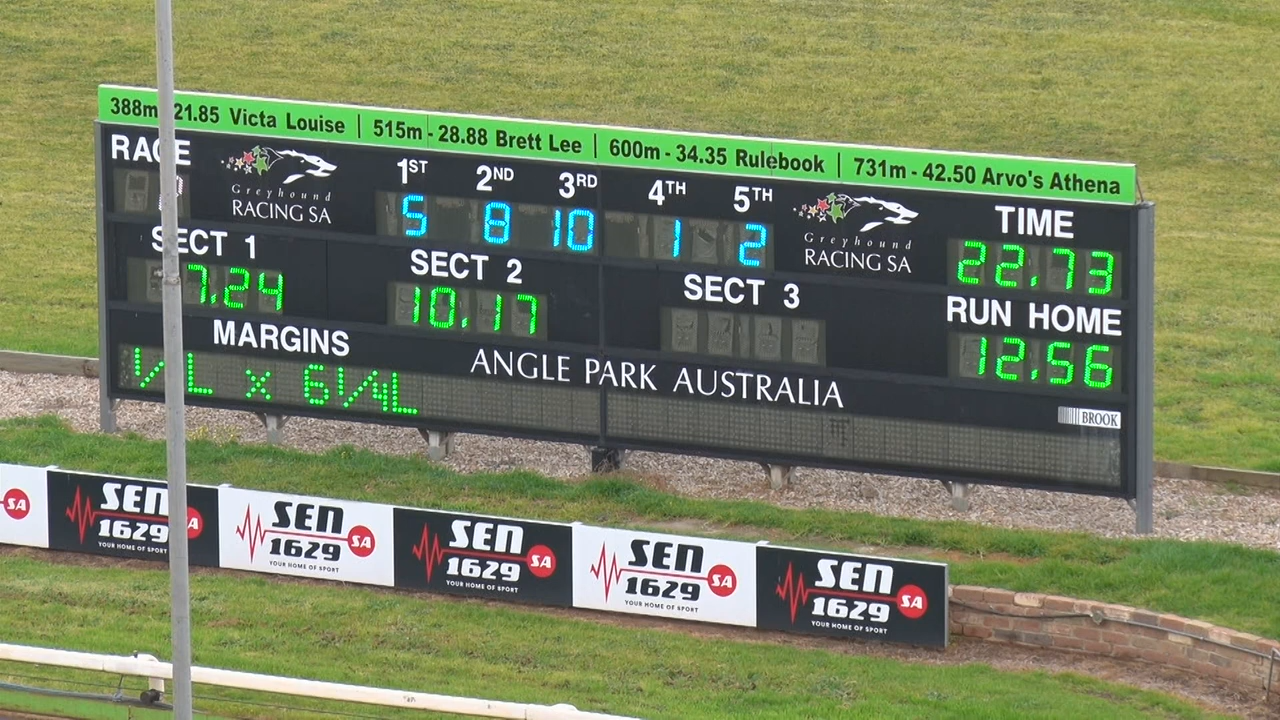 388m 21.85 Victa Louise | 515m - 28.88 Brett Lee | 600m - 34.35 Rulebook | 731m - 42.50 Arvo's Athena
RACE
Greyhound
RACING SA
1ST 2ND 3RD 4TH 5TH
5 8 10 1 2
Greyhound
RACING SA
TIME
22.73
SECT 1
7.24
SECT 2
10.17
SECT 3
RUN HOME
12.56
MARGINS
L x 6 1/4L
ANGLE PARK AUSTRALIA
BROOK
SA
SEN
1629
SA
YOUR HOME OF SPORT
SEN
1629
SA
YOUR HOME OF SPORT
SEN
1629
SA
YOUR HOME OF SPORT
SEN
1629
SA
YOUR HOME OF SPORT
SEN
1629
SA
YOUR HOME OF SPORT